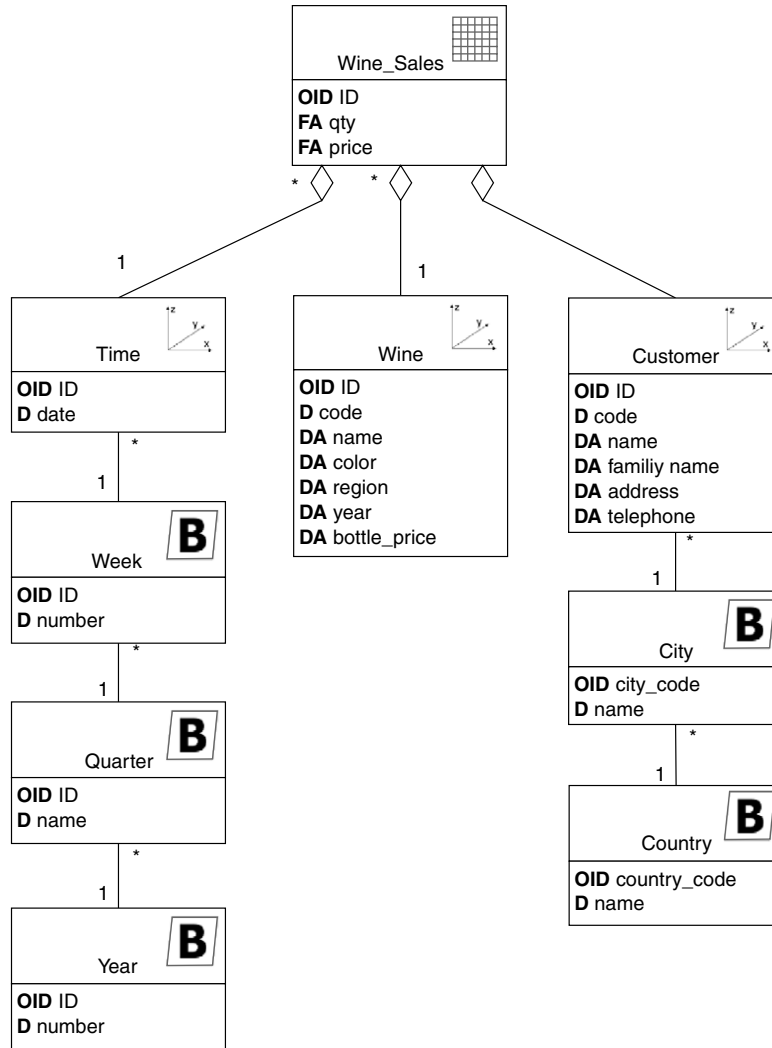 Wine_Sales
OID ID
FA qty
FA price
* *
1
1
z
y
x
Time
OID ID
D date
z
y
x
Wine
OID ID
D code
DA name
DA color
DA region
DA year
DA bottle_price
z
y
x
Customer
OID ID
D code
DA name
DA familiy name
DA address
DA telephone
*
1
B
Week
OID ID
D number
*
1
B
Quarter
OID ID
D name
*
1
B
Year
OID ID
D number
*
1
B
City
OID city_code
D name
*
1
B
Country
OID country_code
D name